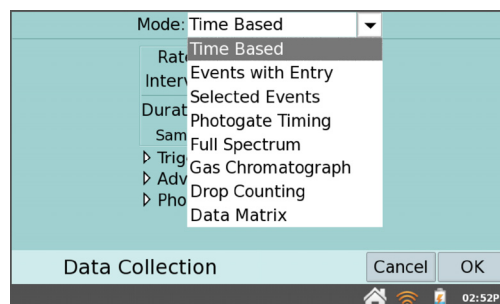 Mode: Time Based
Time Based
Events with Entry
Selected Events
Photogate Timing
Full Spectrum
Gas Chromatograph
Drop Counting
Data Matrix
Data Collection
Cancel
OK